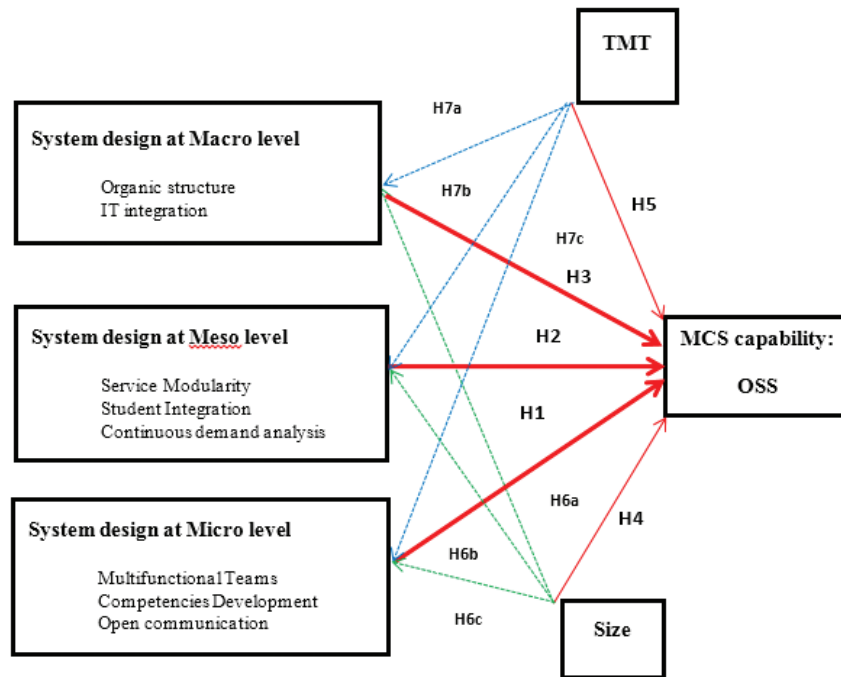 TMT
H7a
System design at Macro level
Organic structure
IT integration
H7b
H5
H7c
H3
System design at Meso level
Service Modularity
Student Integration
Continuous demand analysis
H2
MCS capability:
OSS
H1
System design at Micro level
Multifunctional Teams
Competencies Development
Open communication
H6a
H4
H6b
H6c
Size